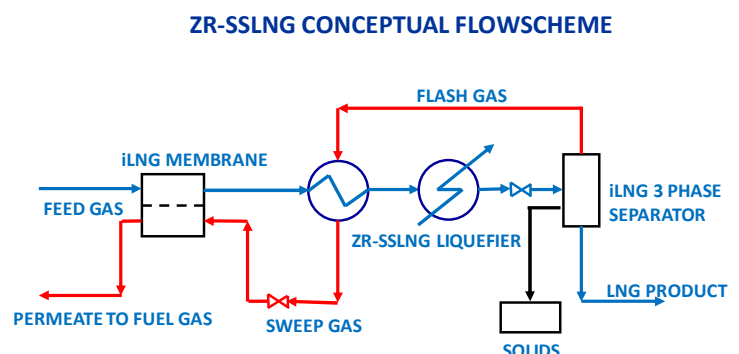 ZR-SSLNG CONCEPTUAL FLOWSCHEME
FLASH GAS
iLNG MEMBRANE
FEED GAS
iLNG 3 PHASE
SEPARATOR
ZR-SSLNG LIQUEFIER
LNG PRODUCT
PERMEATE TO FUEL GAS
SWEEP GAS
SOLIDS